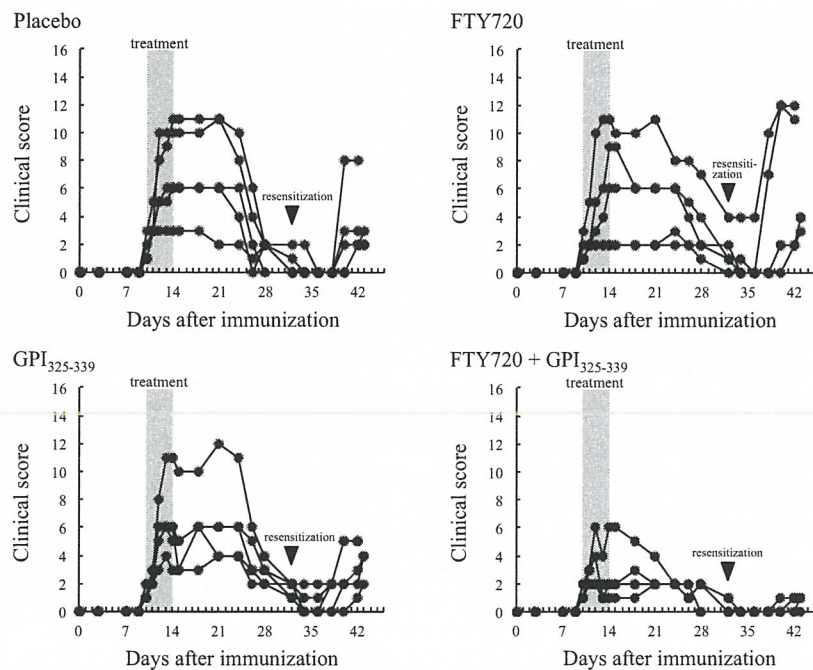 Placebo
treatment
16
14
12
10
8
6
4
2
0
Clinical score
resensitization
0 7 14 21 28 35 42
Days after immunization
FTY720
treatment
16
14
12
10
8
6
4
2
0
Clinical score
resensiti-
zation
0 7 14 21 28 35 42
Days after immunization
GPI325-339
treatment
16
14
12
10
8
6
4
2
0
Clinical score
resensitization
0 7 14 21 28 35 42
Days after immunization
FTY720 + GPI325-339
treatment
16
14
12
10
8
6
4
2
0
Clinical score
resensitization
0 7 14 21 28 35 42
Days after immunization